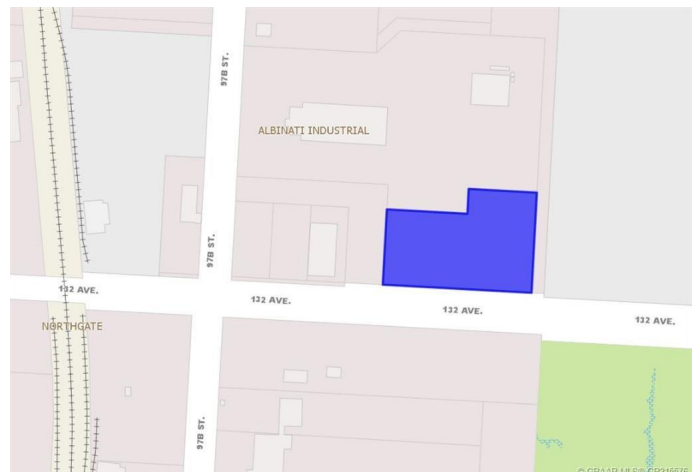 97B ST.
ALBINATI INDUSTRIAL
97B ST.
132 AVE.
132 AVE.
132 AVE.
132 AVE.
NORTHGATE
97B ST.